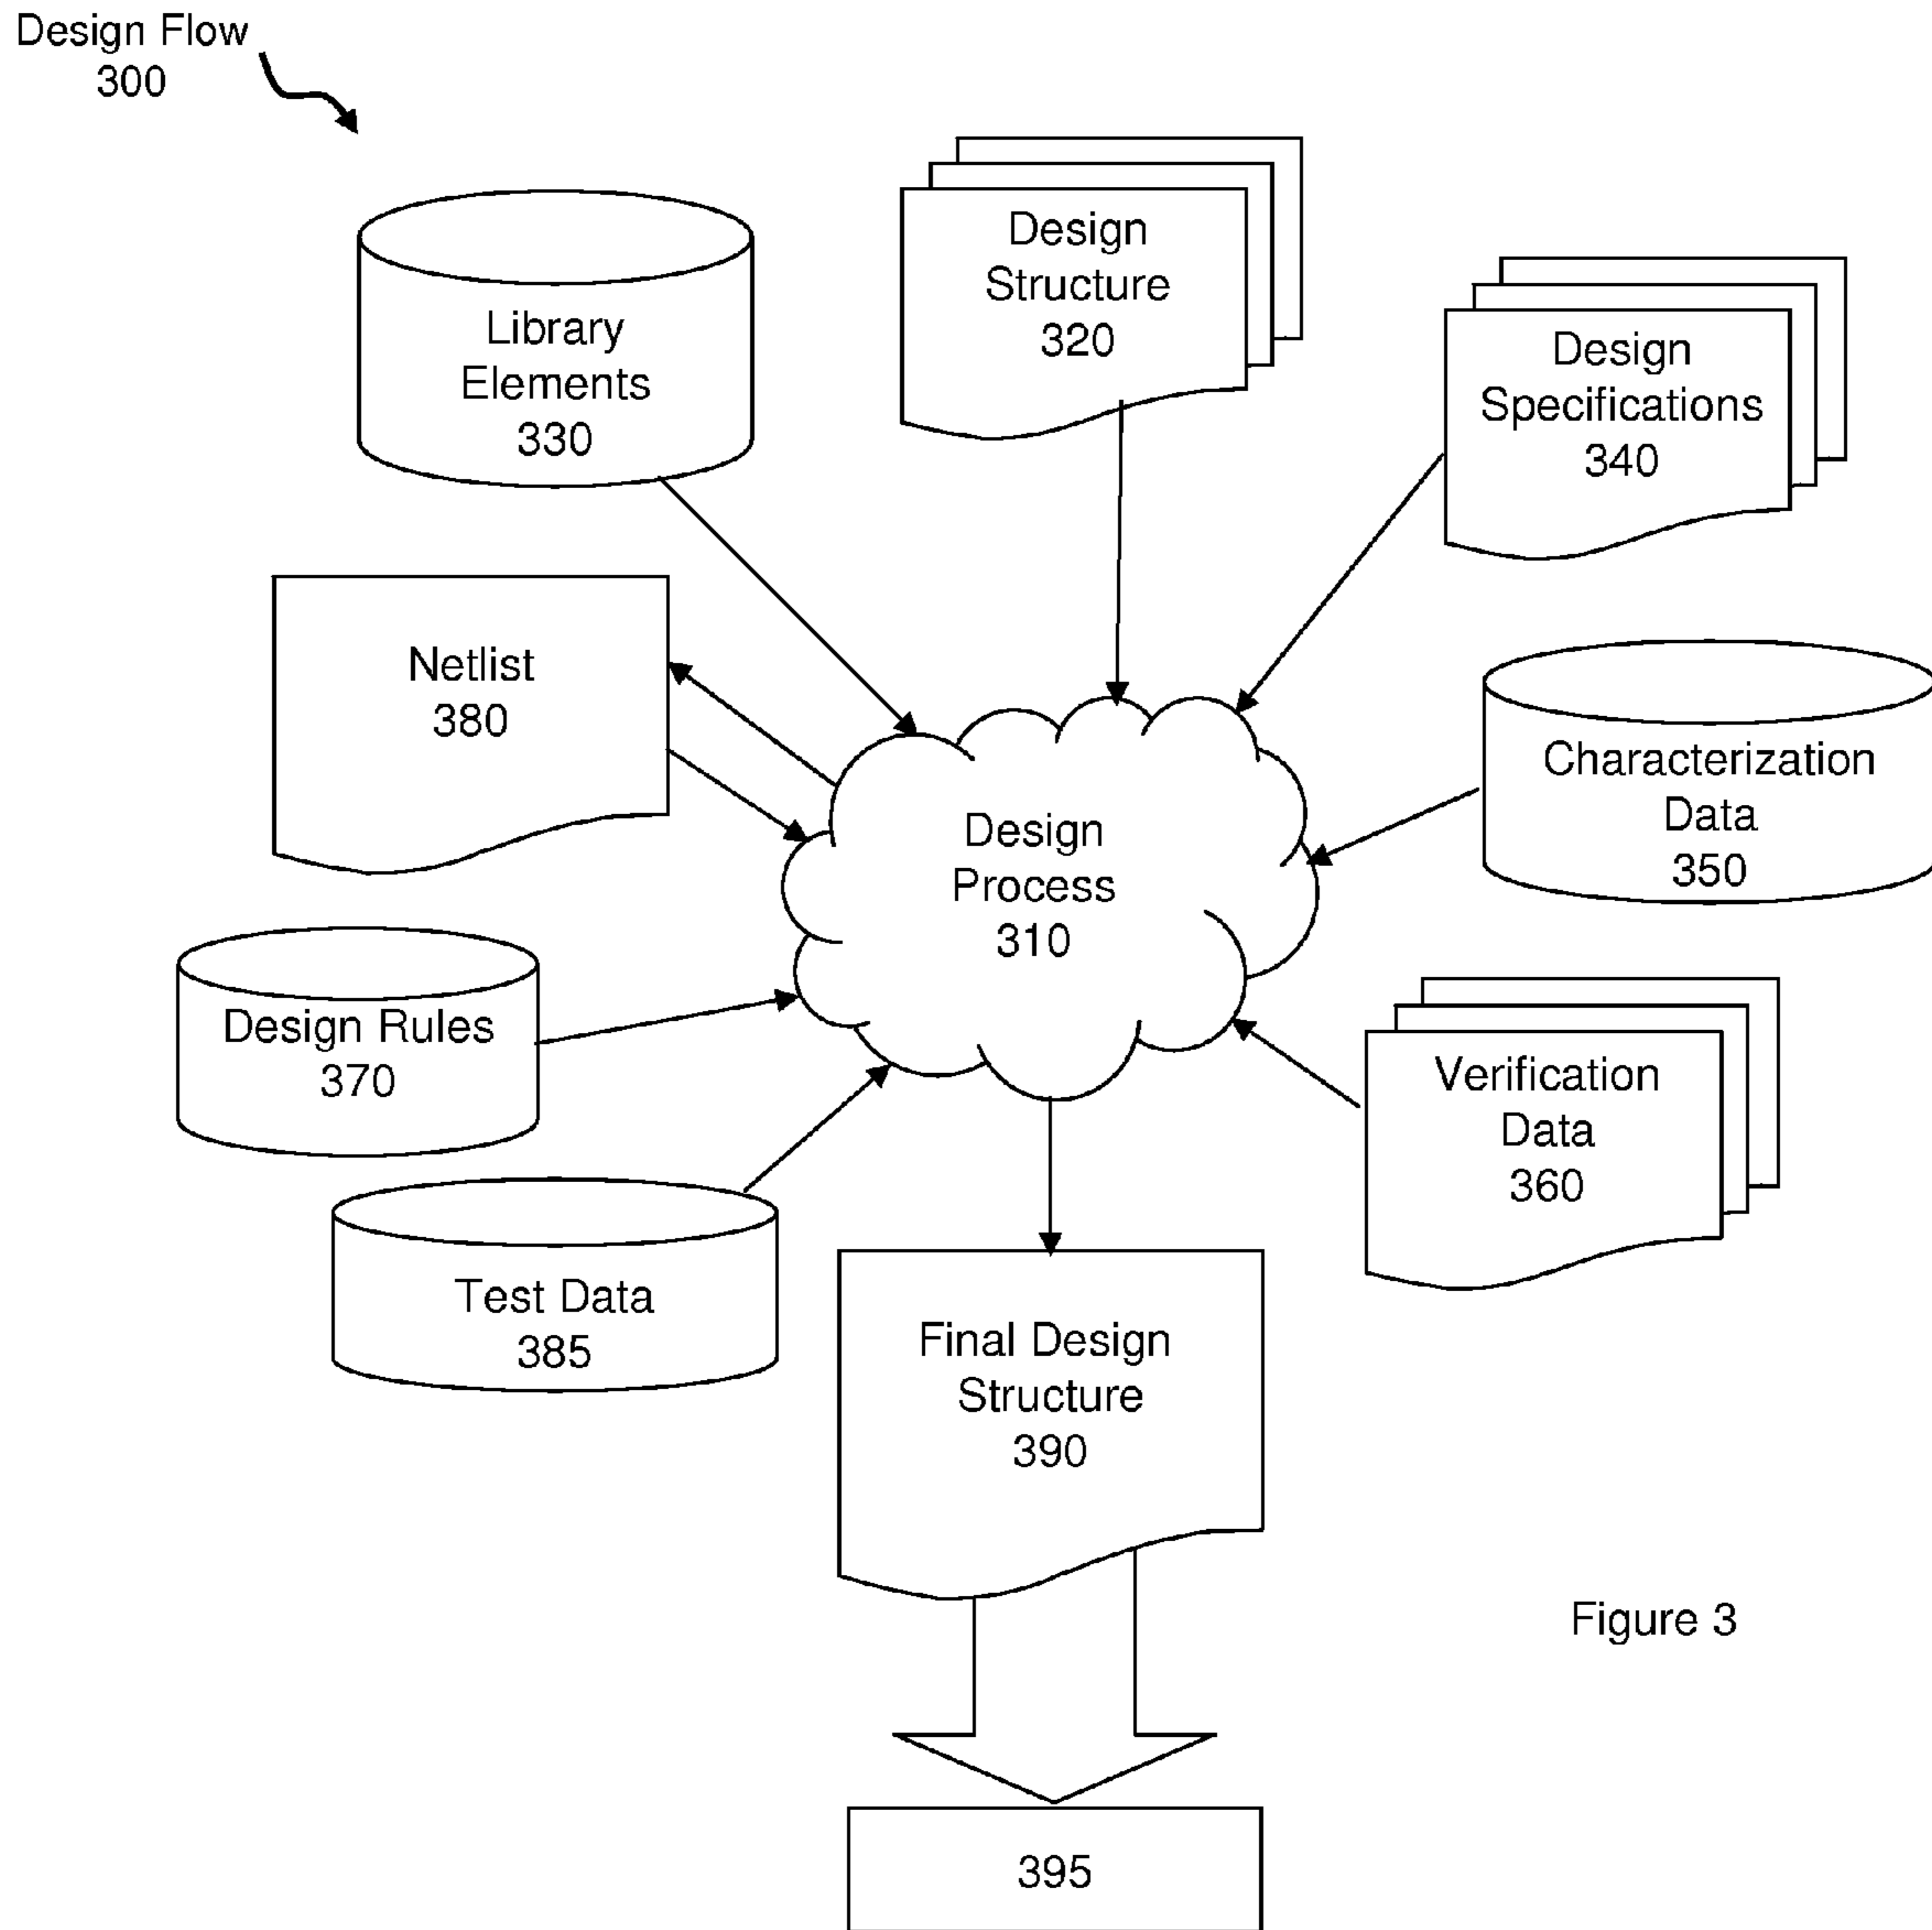 Design Flow
300
Design
Structure
320
Library
Elements
330
Design
Specifications
340
Netlist
380
Characterization
Data
350
Design
Process
310
Design Rules
370
Verification
Data
360
Test Data
385
Final Design
Structure
390
Figure 3
395